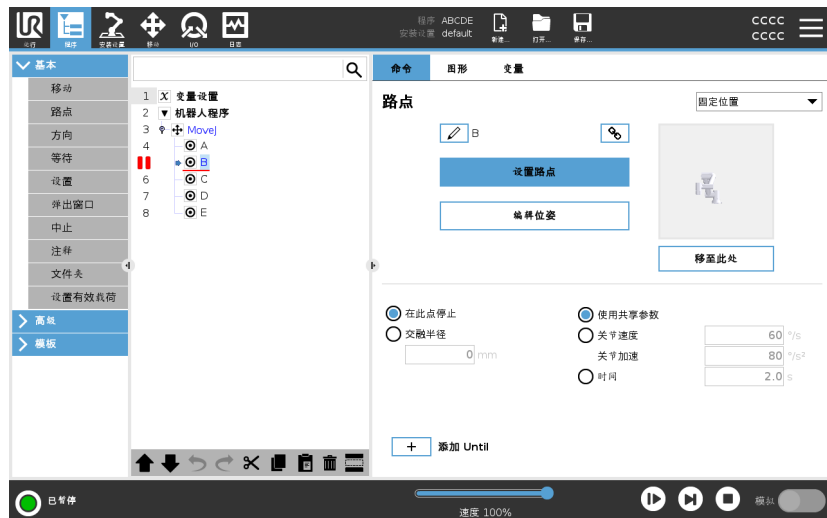 UR 程序 ABCDE CCCC
安装设置 default CCCC
运行 程序 安装设置 移动 I/O 日志 新建... 打开... 保存...
基本 命令 图形 变量
移动 1 X 变量设置 路点 固定位置
路点 2 机器人程序
方向 3 MoveJ B
等待 4 A
设置 B 设置路点
弹出窗口 6 C
中止 7 D 编辑位姿
注释 8 E
文件夹 移至此处
设置有效载荷
高级 在此点停止 使用共享参数
模板 交融半径 关节速度 60 °/s
0 mm 关节加速 80 °/s²
时间 2.0 s
+ 添加 Until
已暂停 速度 100% 模拟